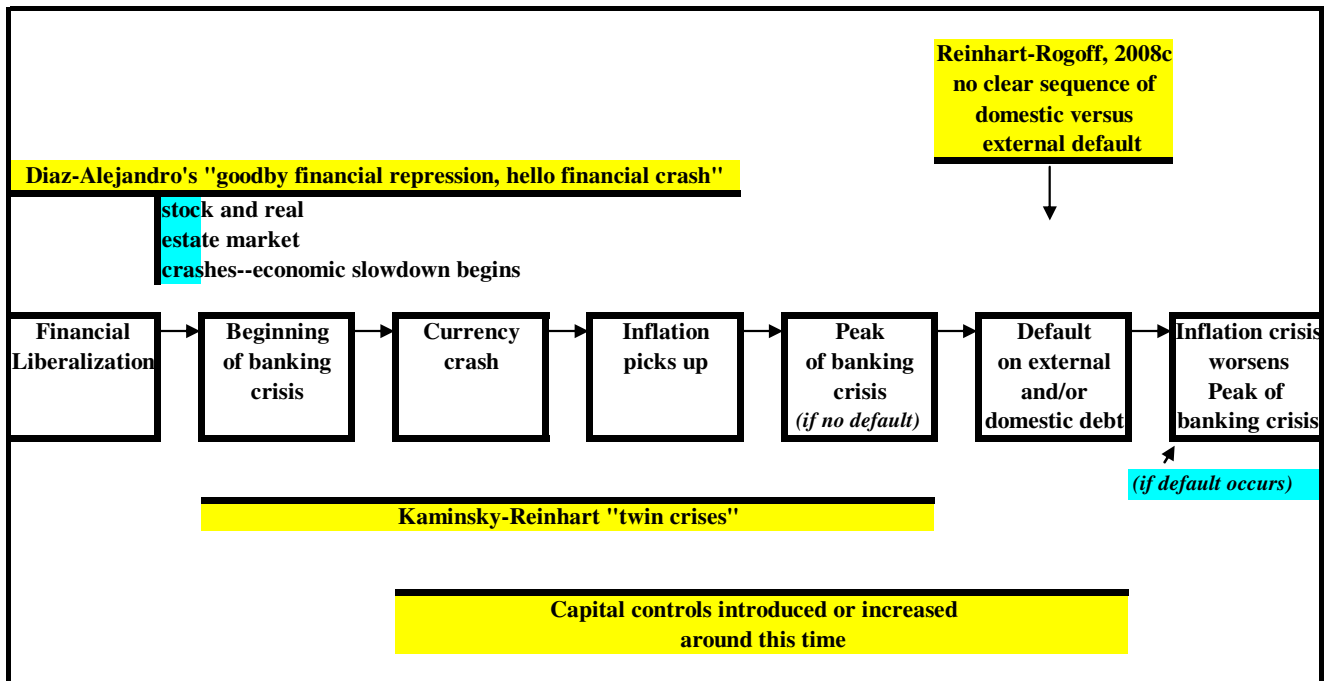 Reinhart-Rogoff, 2008c
no clear sequence of
domestic versus
external default
Diaz-Alejandro's "goodby financial repression, hello financial crash"
stock and real
estate market
crashes--economic slowdown begins
Financial
Liberalization
Beginning
of banking
crisis
Currency
crash
Inflation
picks up
Peak
of banking
crisis
(if no default)
Default
on external
and/or
domestic debt
Inflation crisis
worsens
Peak of
banking crisis
(if default occurs)
Kaminsky-Reinhart "twin crises"
Capital controls introduced or increased
around this time